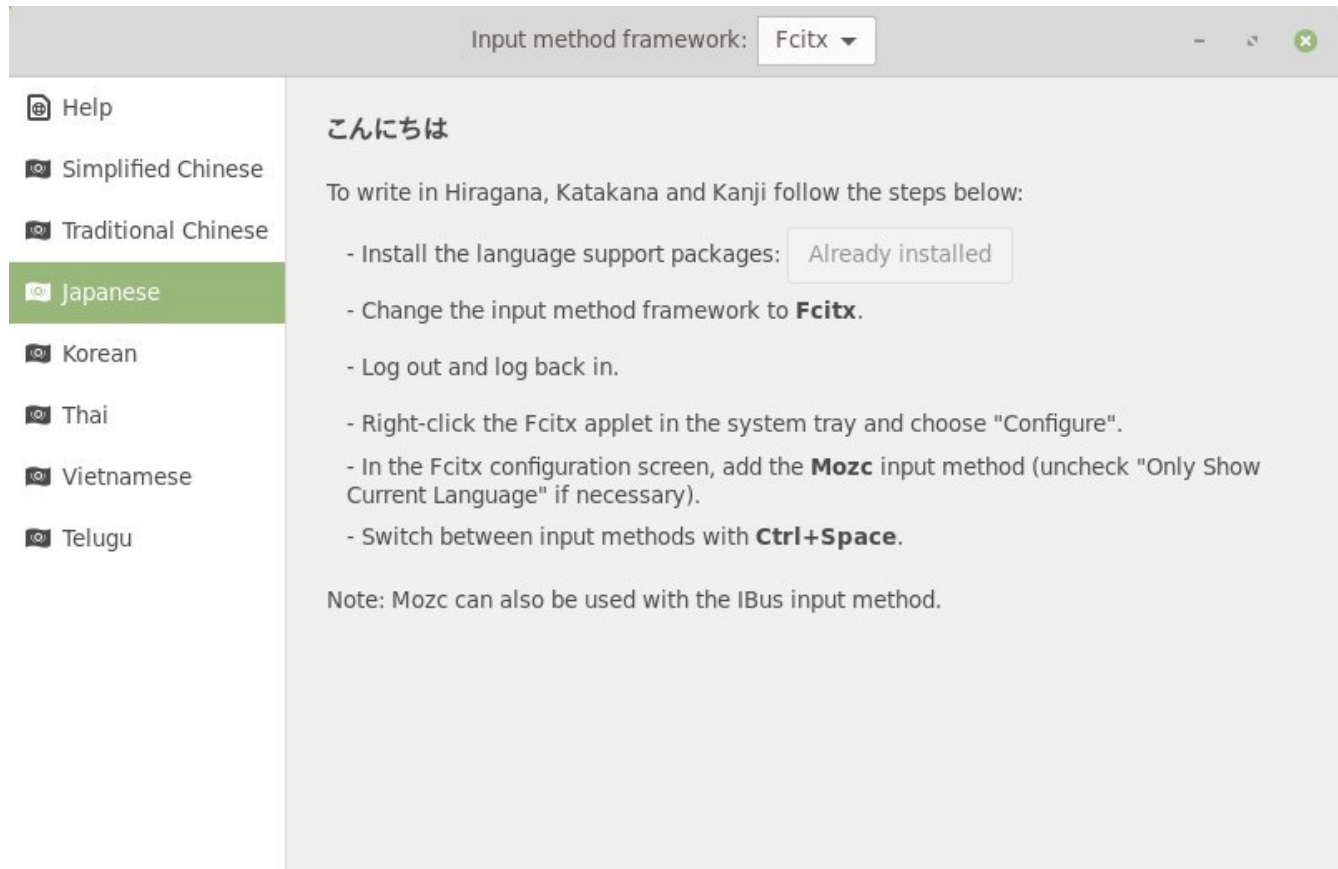 Input method framework: Fcitx
Help
Simplified Chinese
Traditional Chinese
Japanese
Korean
Thai
Vietnamese
Telugu
こんにちは
To write in Hiragana, Katakana and Kanji follow the steps below:
- Install the language support packages: Already installed
- Change the input method framework to Fcitx.
- Log out and log back in.
- Right-click the Fcitx applet in the system tray and choose "Configure".
- In the Fcitx configuration screen, add the Mozc input method (uncheck "Only Show
Current Language" if necessary).
- Switch between input methods with Ctrl+Space.
Note: Mozc can also be used with the IBus input method.